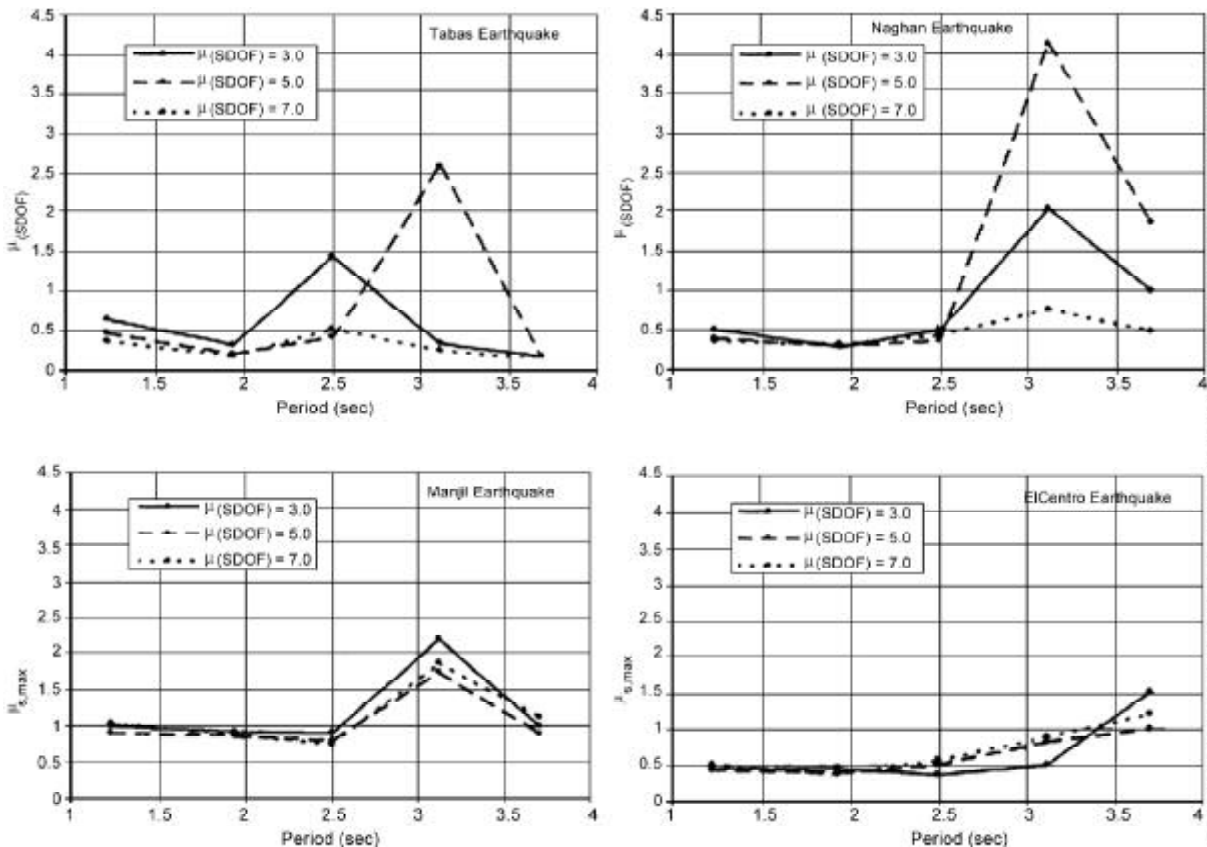 4.5
4
3.5
3
2.5
2
1.5
1
0.5
0
μ(SDOF)
Tabas Earthquake
μ(SDOF) = 3.0
μ(SDOF) = 5.0
μ(SDOF) = 7.0
1 1.5 2 2.5 3 3.5 4
Period (sec)
4.5
4
3.5
3
2.5
2
1.5
1
0.5
0
μ(SDOF)
Naghan Earthquake
μ (SDOF) = 3.0
μ (SDOF) = 5.0
μ (SDOF) = 7.0
1 1.5 2 2.5 3 3.5 4
Period (sec)
4.5
4
3.5
3
2.5
2
1.5
1
0.5
0
μs,max
Manjil Earthquake
μ(SDOF) = 3.0
μ(SDOF) = 5.0
μ(SDOF) = 7.0
1 1.5 2 2.5 3 3.5 4
Period (sec)
4.5
4
3.5
3
2.5
2
1.5
1
0.5
0
μs,max
ElCentro Earthquake
μ(SDOF) = 3.0
μ(SDOF) = 5.0
μ(SDOF) = 7.0
1 1.5 2 2.5 3 3.5 4
Period (sec)